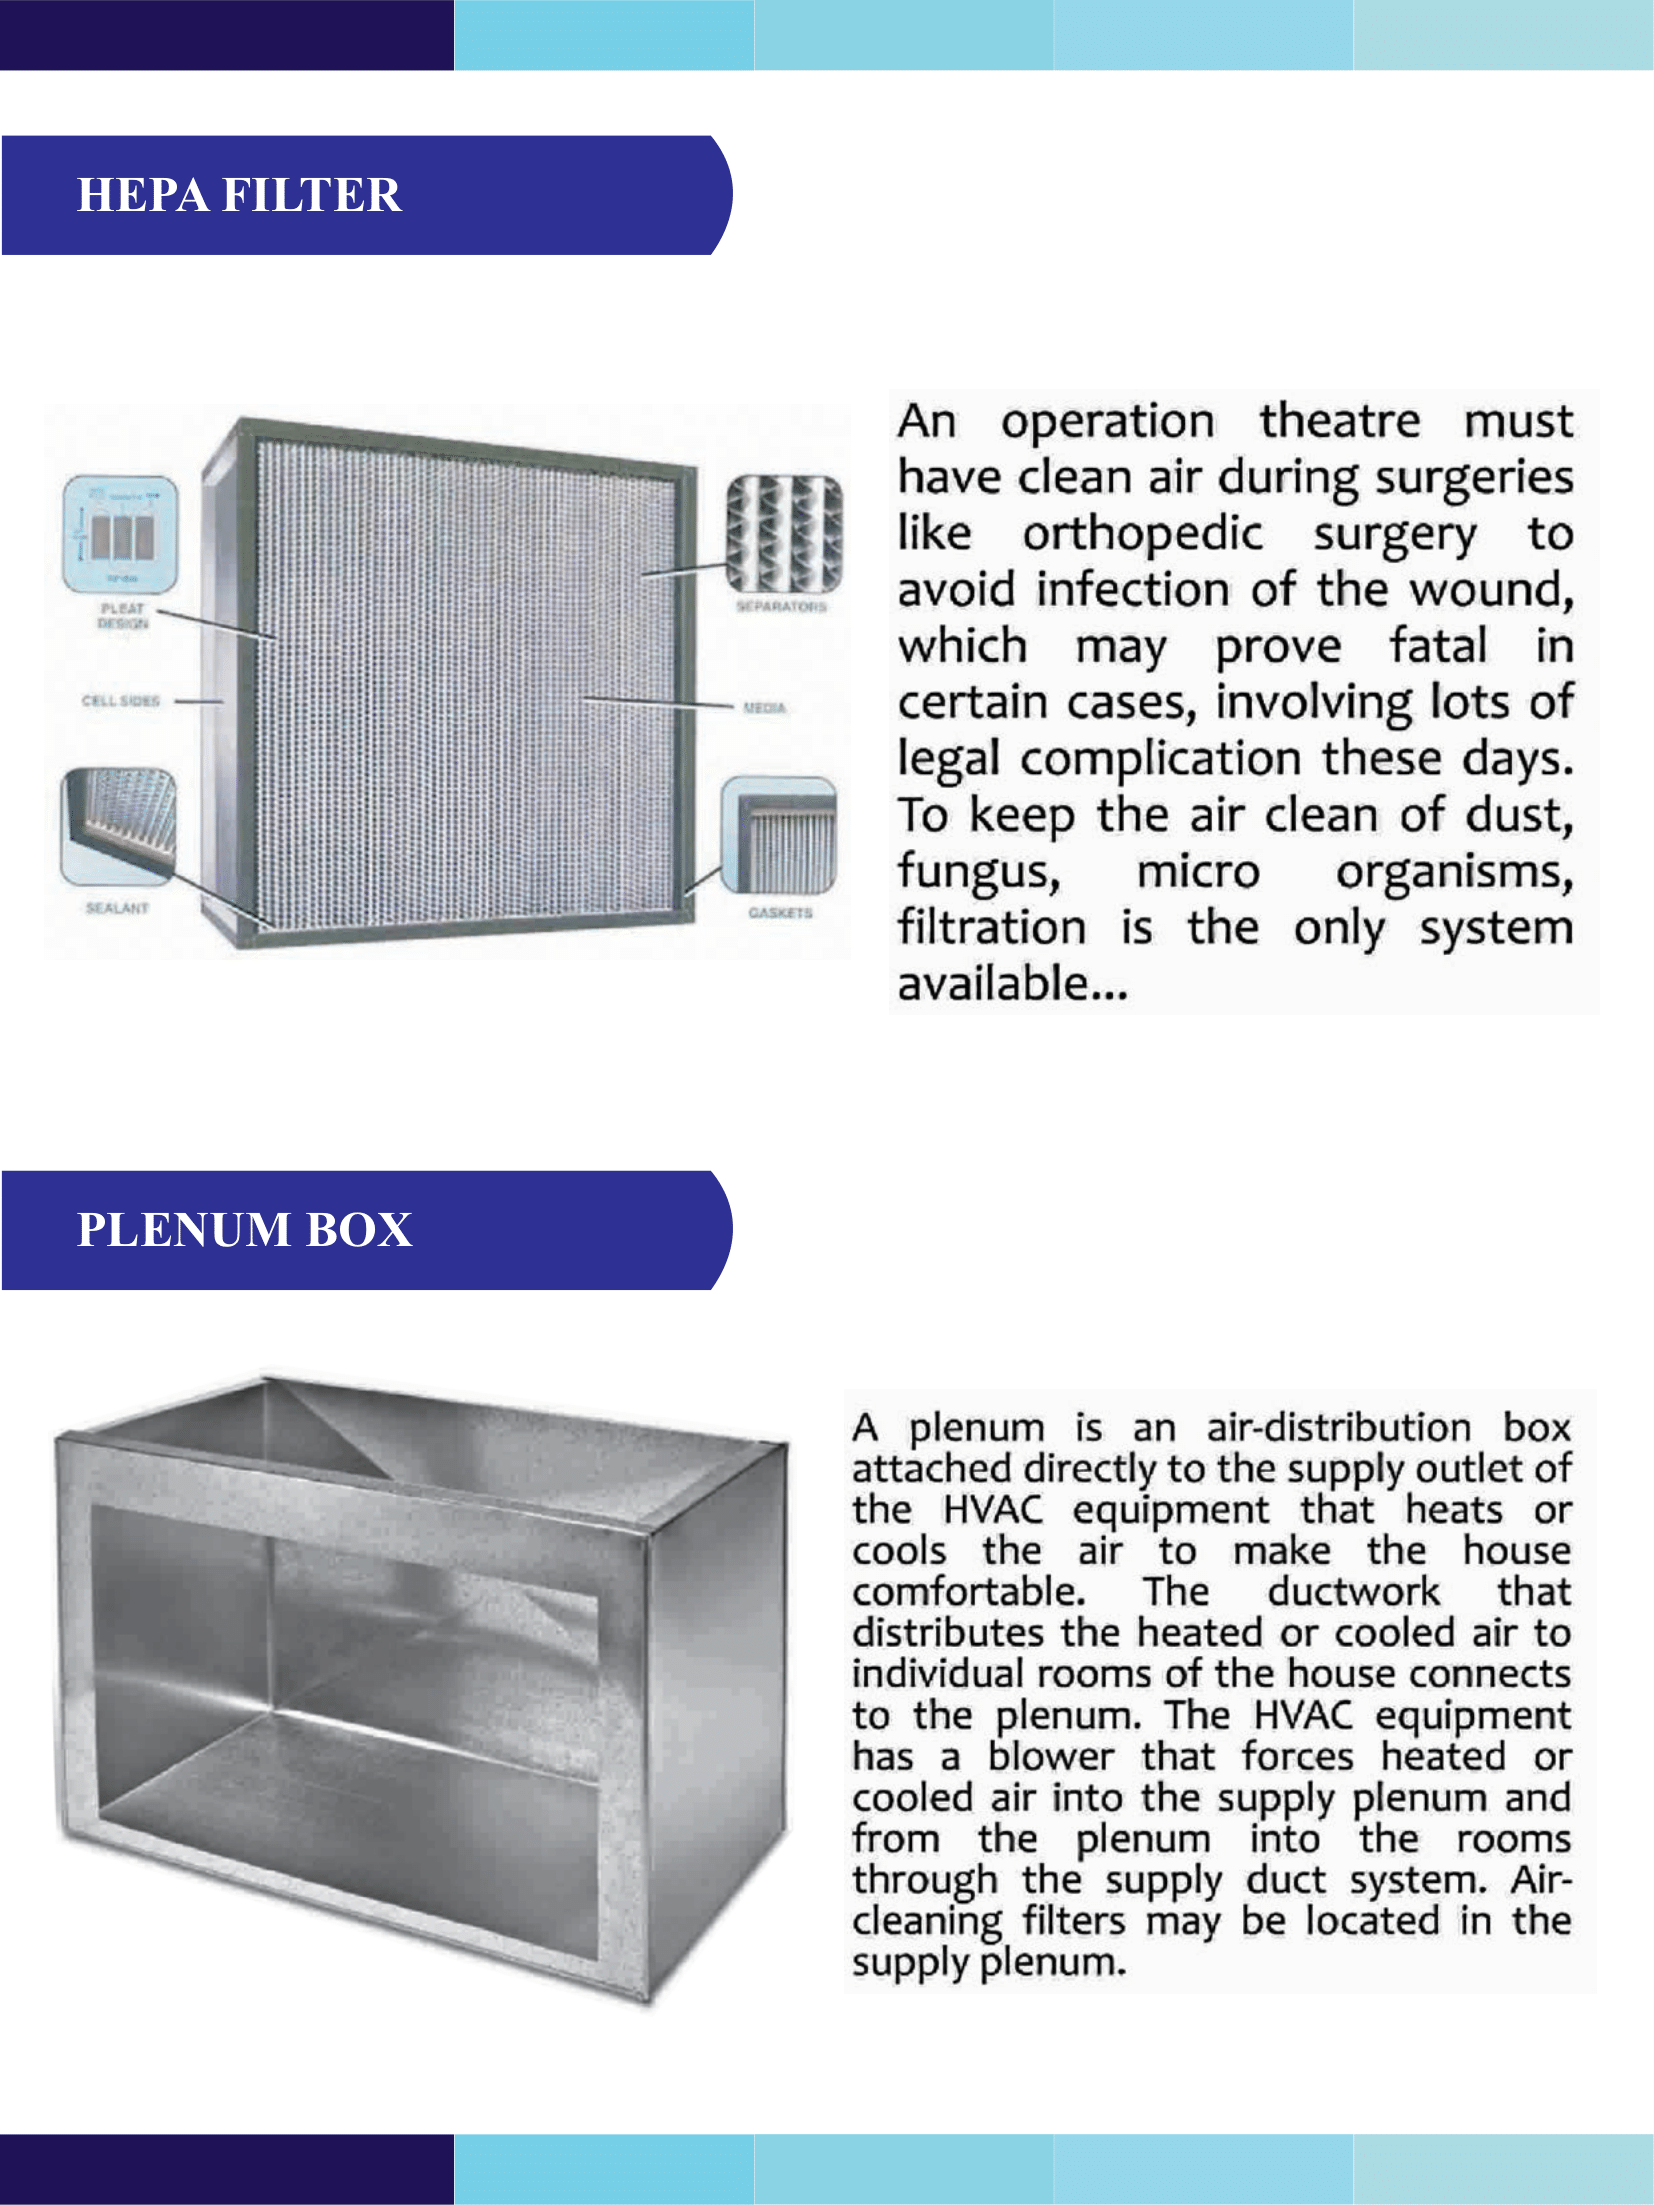 HEPA FILTER
PLEAT
DESIGN
CELL SIDES
SEALANT
SEPARATORS
MEDIA
GASKETS
An operation theatre must
have clean air during surgeries
like orthopedic surgery to
avoid infection of the wound,
which may prove fatal in
certain cases, involving lots of
legal complication these days.
To keep the air clean of dust,
fungus, micro organisms,
filtration is the only system
available...
PLENUM BOX
A plenum is an air-distribution box
attached directly to the supply outlet of
the HVAC equipment that heats or
cools the air to make the house
comfortable. The ductwork that
distributes the heated or cooled air to
individual rooms of the house connects
to the plenum. The HVAC equipment
has a blower that forces heated or
cooled air into the supply plenum and
from the plenum into the rooms
through the supply duct system. Air-
cleaning filters may be located in the
supply plenum.